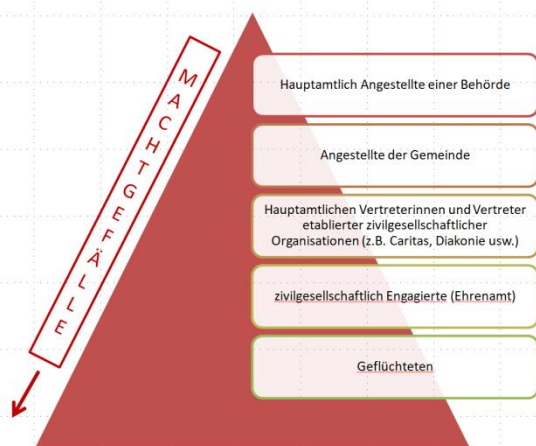 MACHTGEFÄLLE
Hauptamtlich Angestellte einer Behörde
Angestellte der Gemeinde
Hauptamtlichen Vertreterinnen und Vertreter
etablierter zivilgesellschaftlicher
Organisationen (z.B. Caritas, Diakonie usw.)
zivilgesellschaftlich Engagierte (Ehrenamt)
Geflüchteten